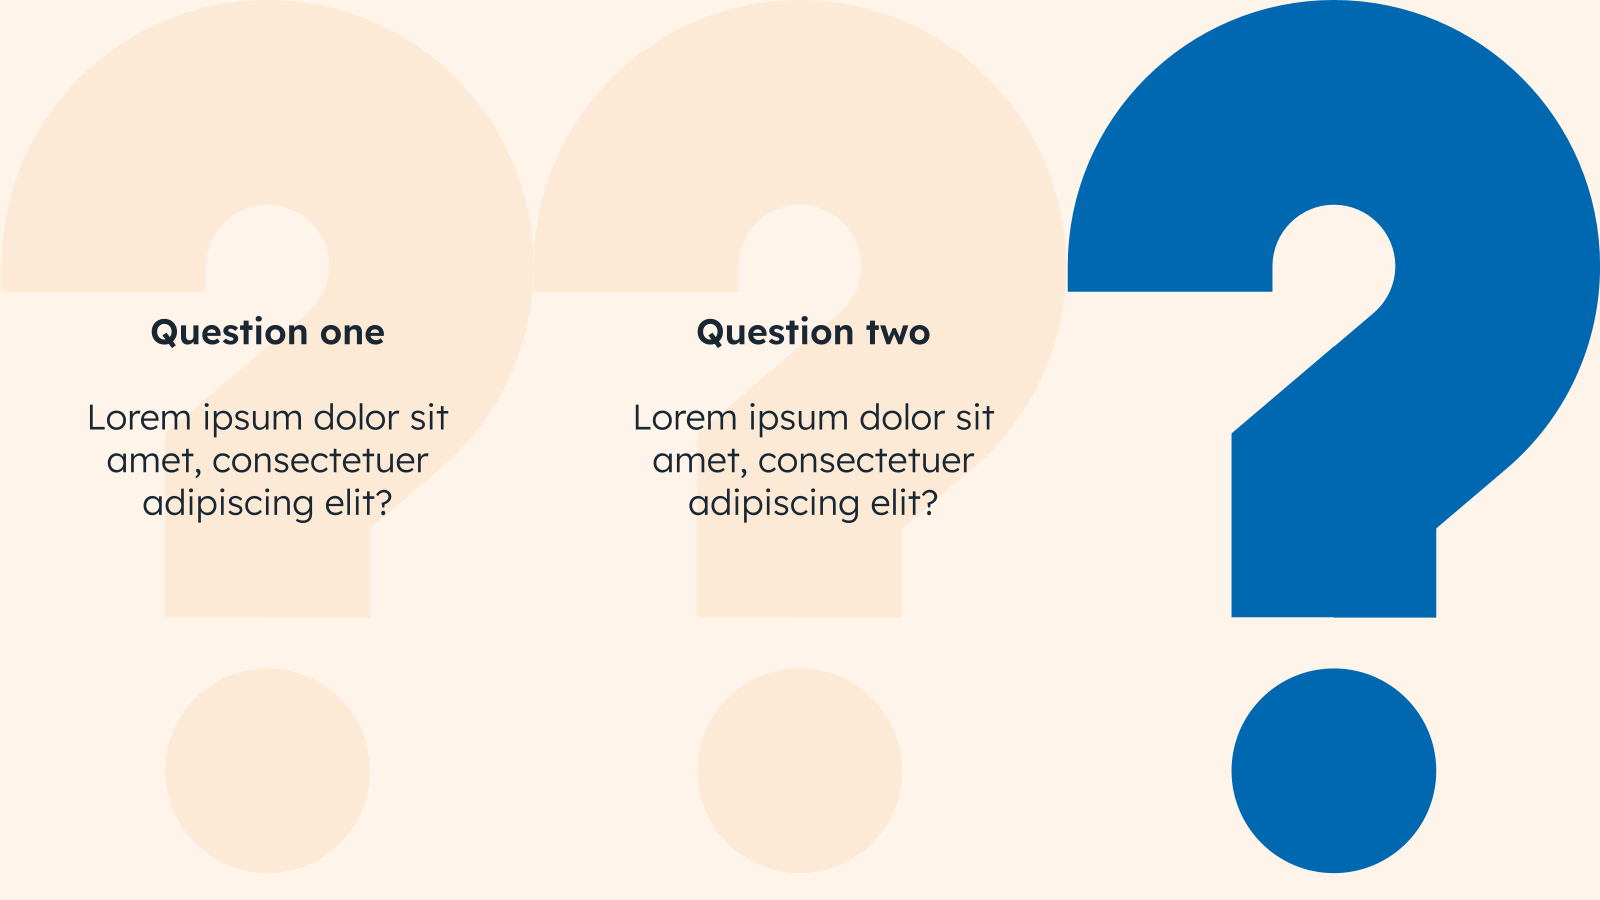 Question one
Lorem ipsum dolor sit
amet, consectetuer
adipiscing elit?
Question two
Lorem ipsum dolor sit
amet, consectetuer
adipiscing elit?